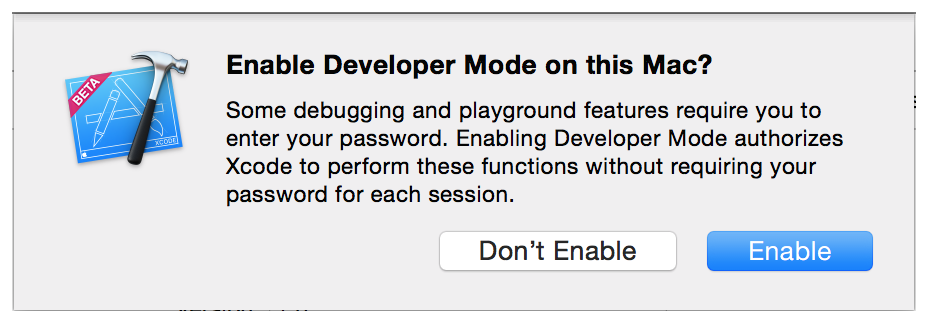 Enable Developer Mode on this Mac?
Some debugging and playground features require you to
enter your password. Enabling Developer Mode authorizes
Xcode to perform these functions without requiring your
password for each session.
BETA
XCODE
Don't Enable
Enable